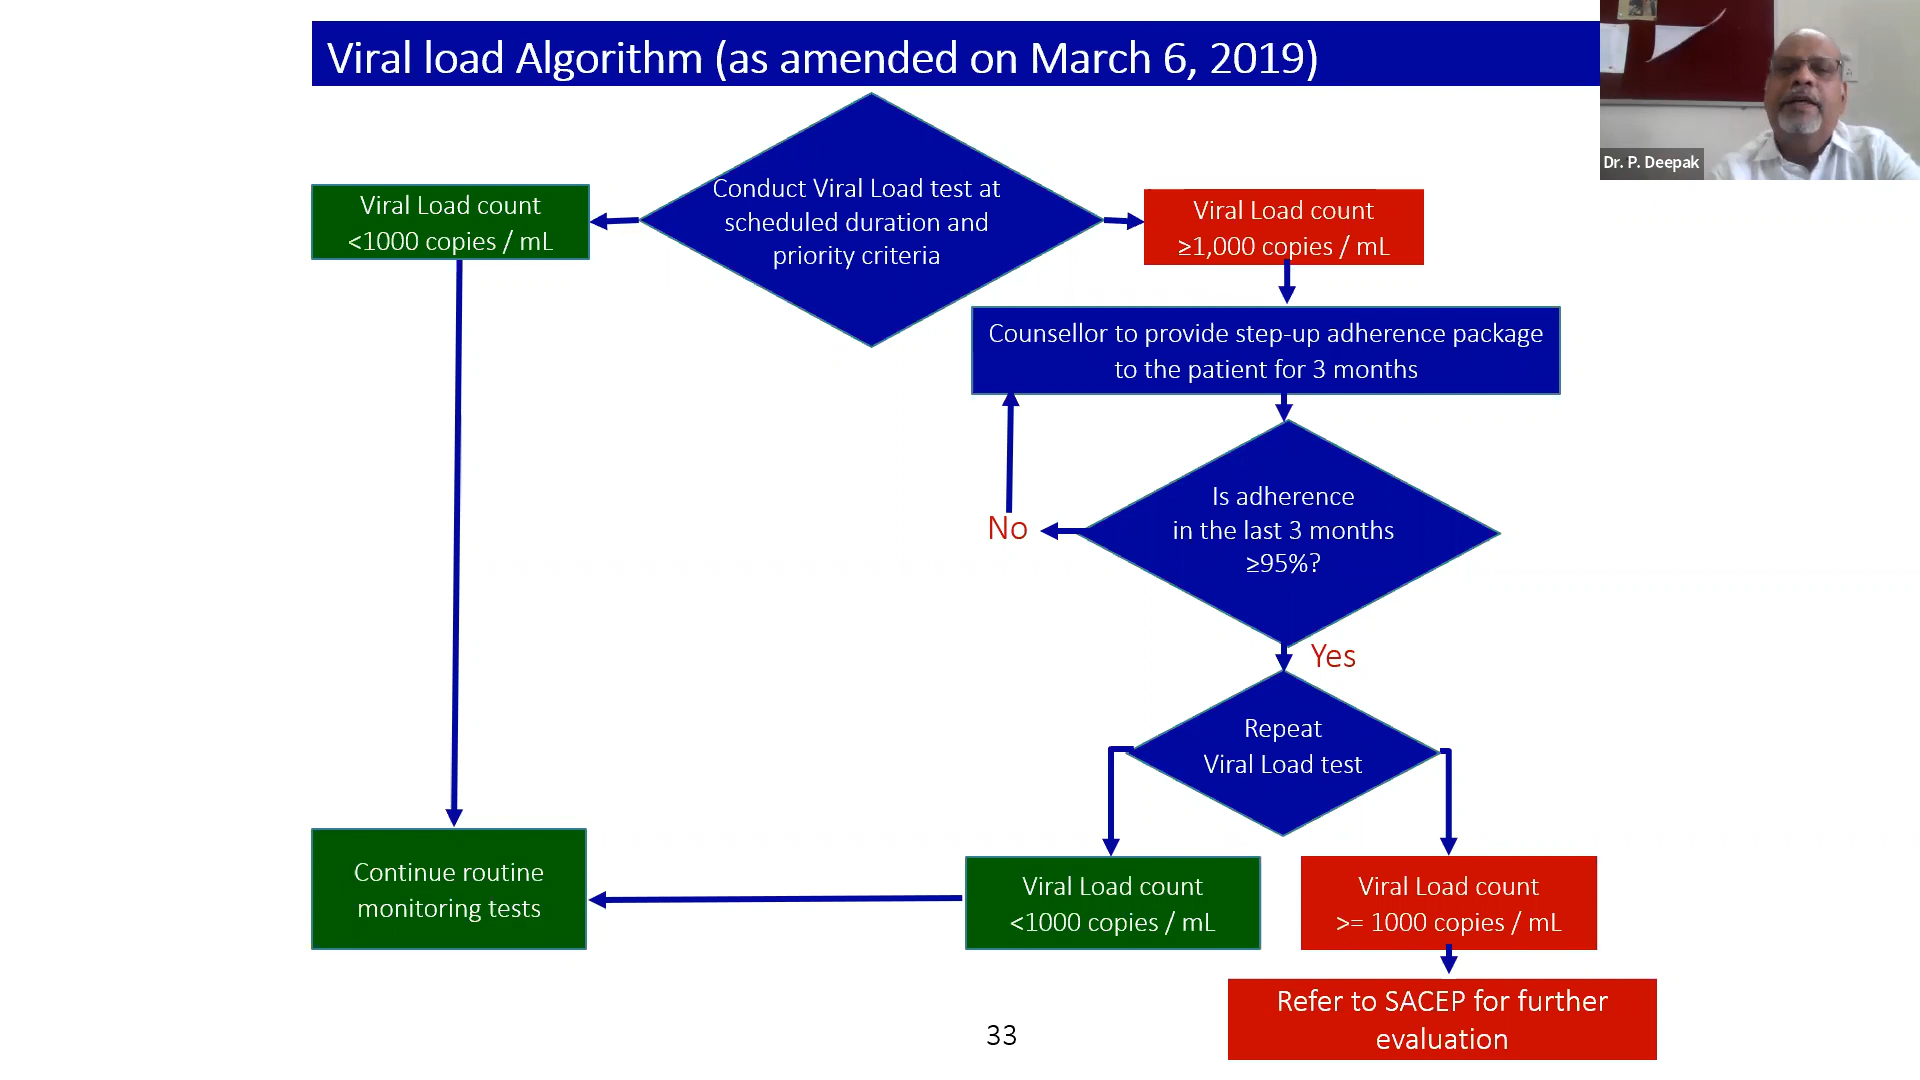 Viral load Algorithm (as amended on March 6, 2019)
Dr. P. Deepak
Conduct Viral Load test at
scheduled duration and
priority criteria
Viral Load count
<1000 copies / mL
Viral Load count
≥1,000 copies / mL
Counsellor to provide step-up adherence package
to the patient for 3 months
Is adherence
in the last 3 months
≥95%?
No
Yes
Repeat
Viral Load test
Continue routine
monitoring tests
Viral Load count
<1000 copies / mL
Viral Load count
>= 1000 copies / mL
Refer to SACEP for further
evaluation
33